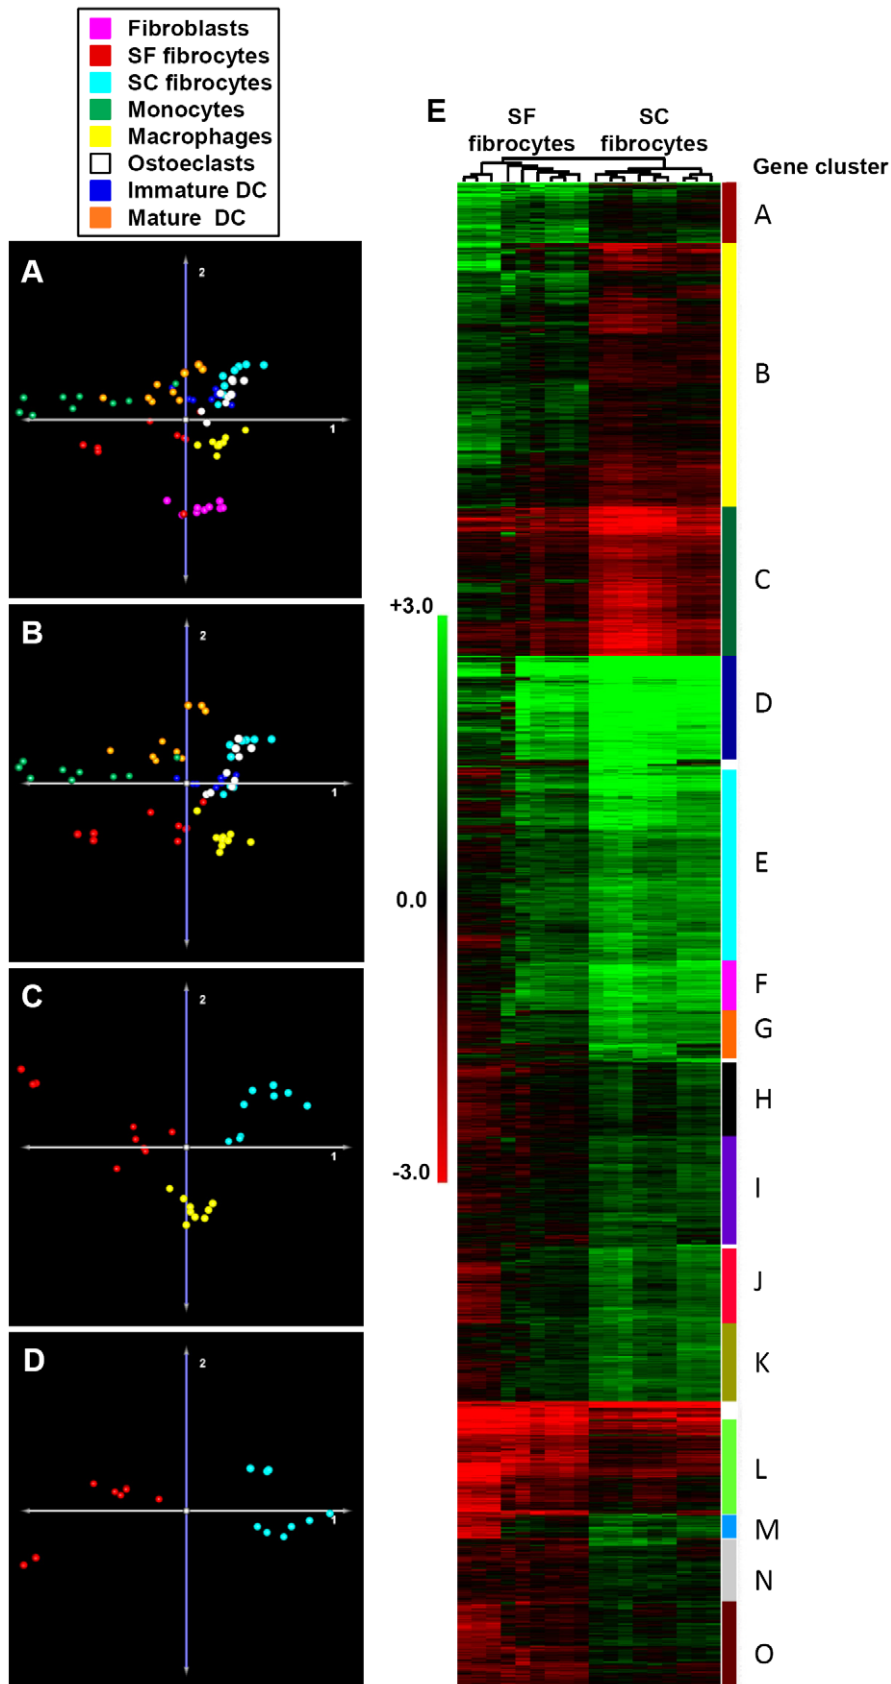 Fibroblasts
SF fibrocytes
SC fibrocytes
Monocytes
Macrophages
Ostoeclasts
Immature DC
Mature DC
A
2
1
B
2
1
C
2
1
D
2
1
E
SF
fibrocytes
SC
fibrocytes
Gene cluster
+3.0
0.0
-3.0
A
B
C
D
E
F
G
H
I
J
K
L
M
N
O